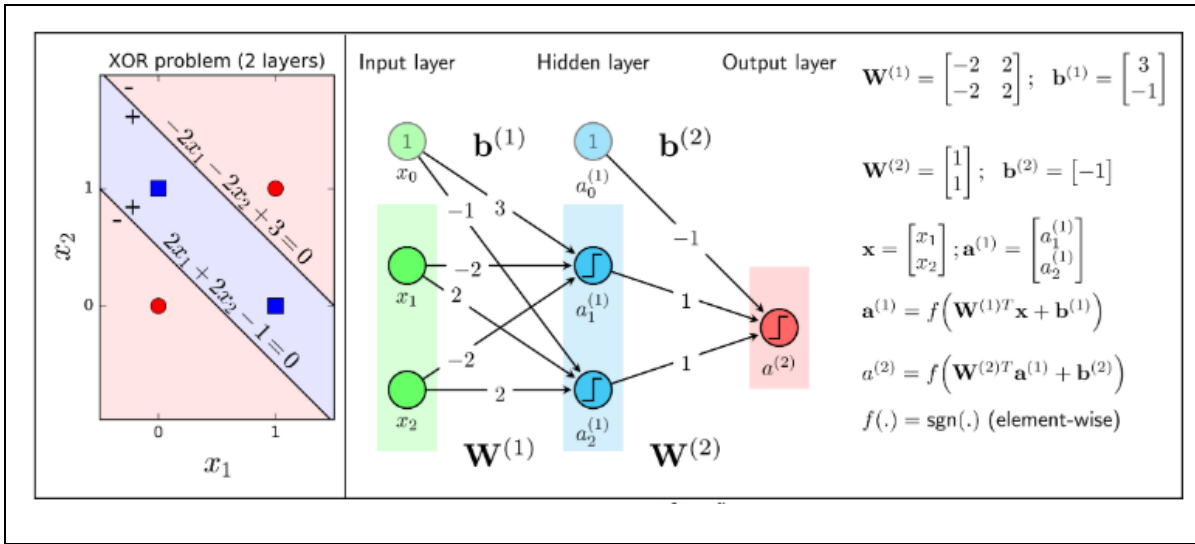 XOR problem (2 layers)
-
+
−2x₁−2x₂+3=0
1
+
-
2x₁+2x₂−1=0
0
x₂
0 1
x₁
Input layer
Hidden layer
Output layer
1
x₀
b⁽¹⁾
1
a₀⁽¹⁾
b⁽²⁾
3
−1
−1
x₁
−2
2
a₁⁽¹⁾
1
a⁽²⁾
−2
1
x₂
2
a₂⁽¹⁾
W⁽¹⁾
W⁽²⁾
W⁽¹⁾ = [−2 2; −2 2]; b⁽¹⁾ = [3; −1]
W⁽²⁾ = [1; 1]; b⁽²⁾ = [−1]
x = [x₁; x₂]; a⁽¹⁾ = [a₁⁽¹⁾; a₂⁽¹⁾]
a⁽¹⁾ = f(W⁽¹⁾ᵀx + b⁽¹⁾)
a⁽²⁾ = f(W⁽²⁾ᵀa⁽¹⁾ + b⁽²⁾)
f(.) = sgn(.) (element-wise)